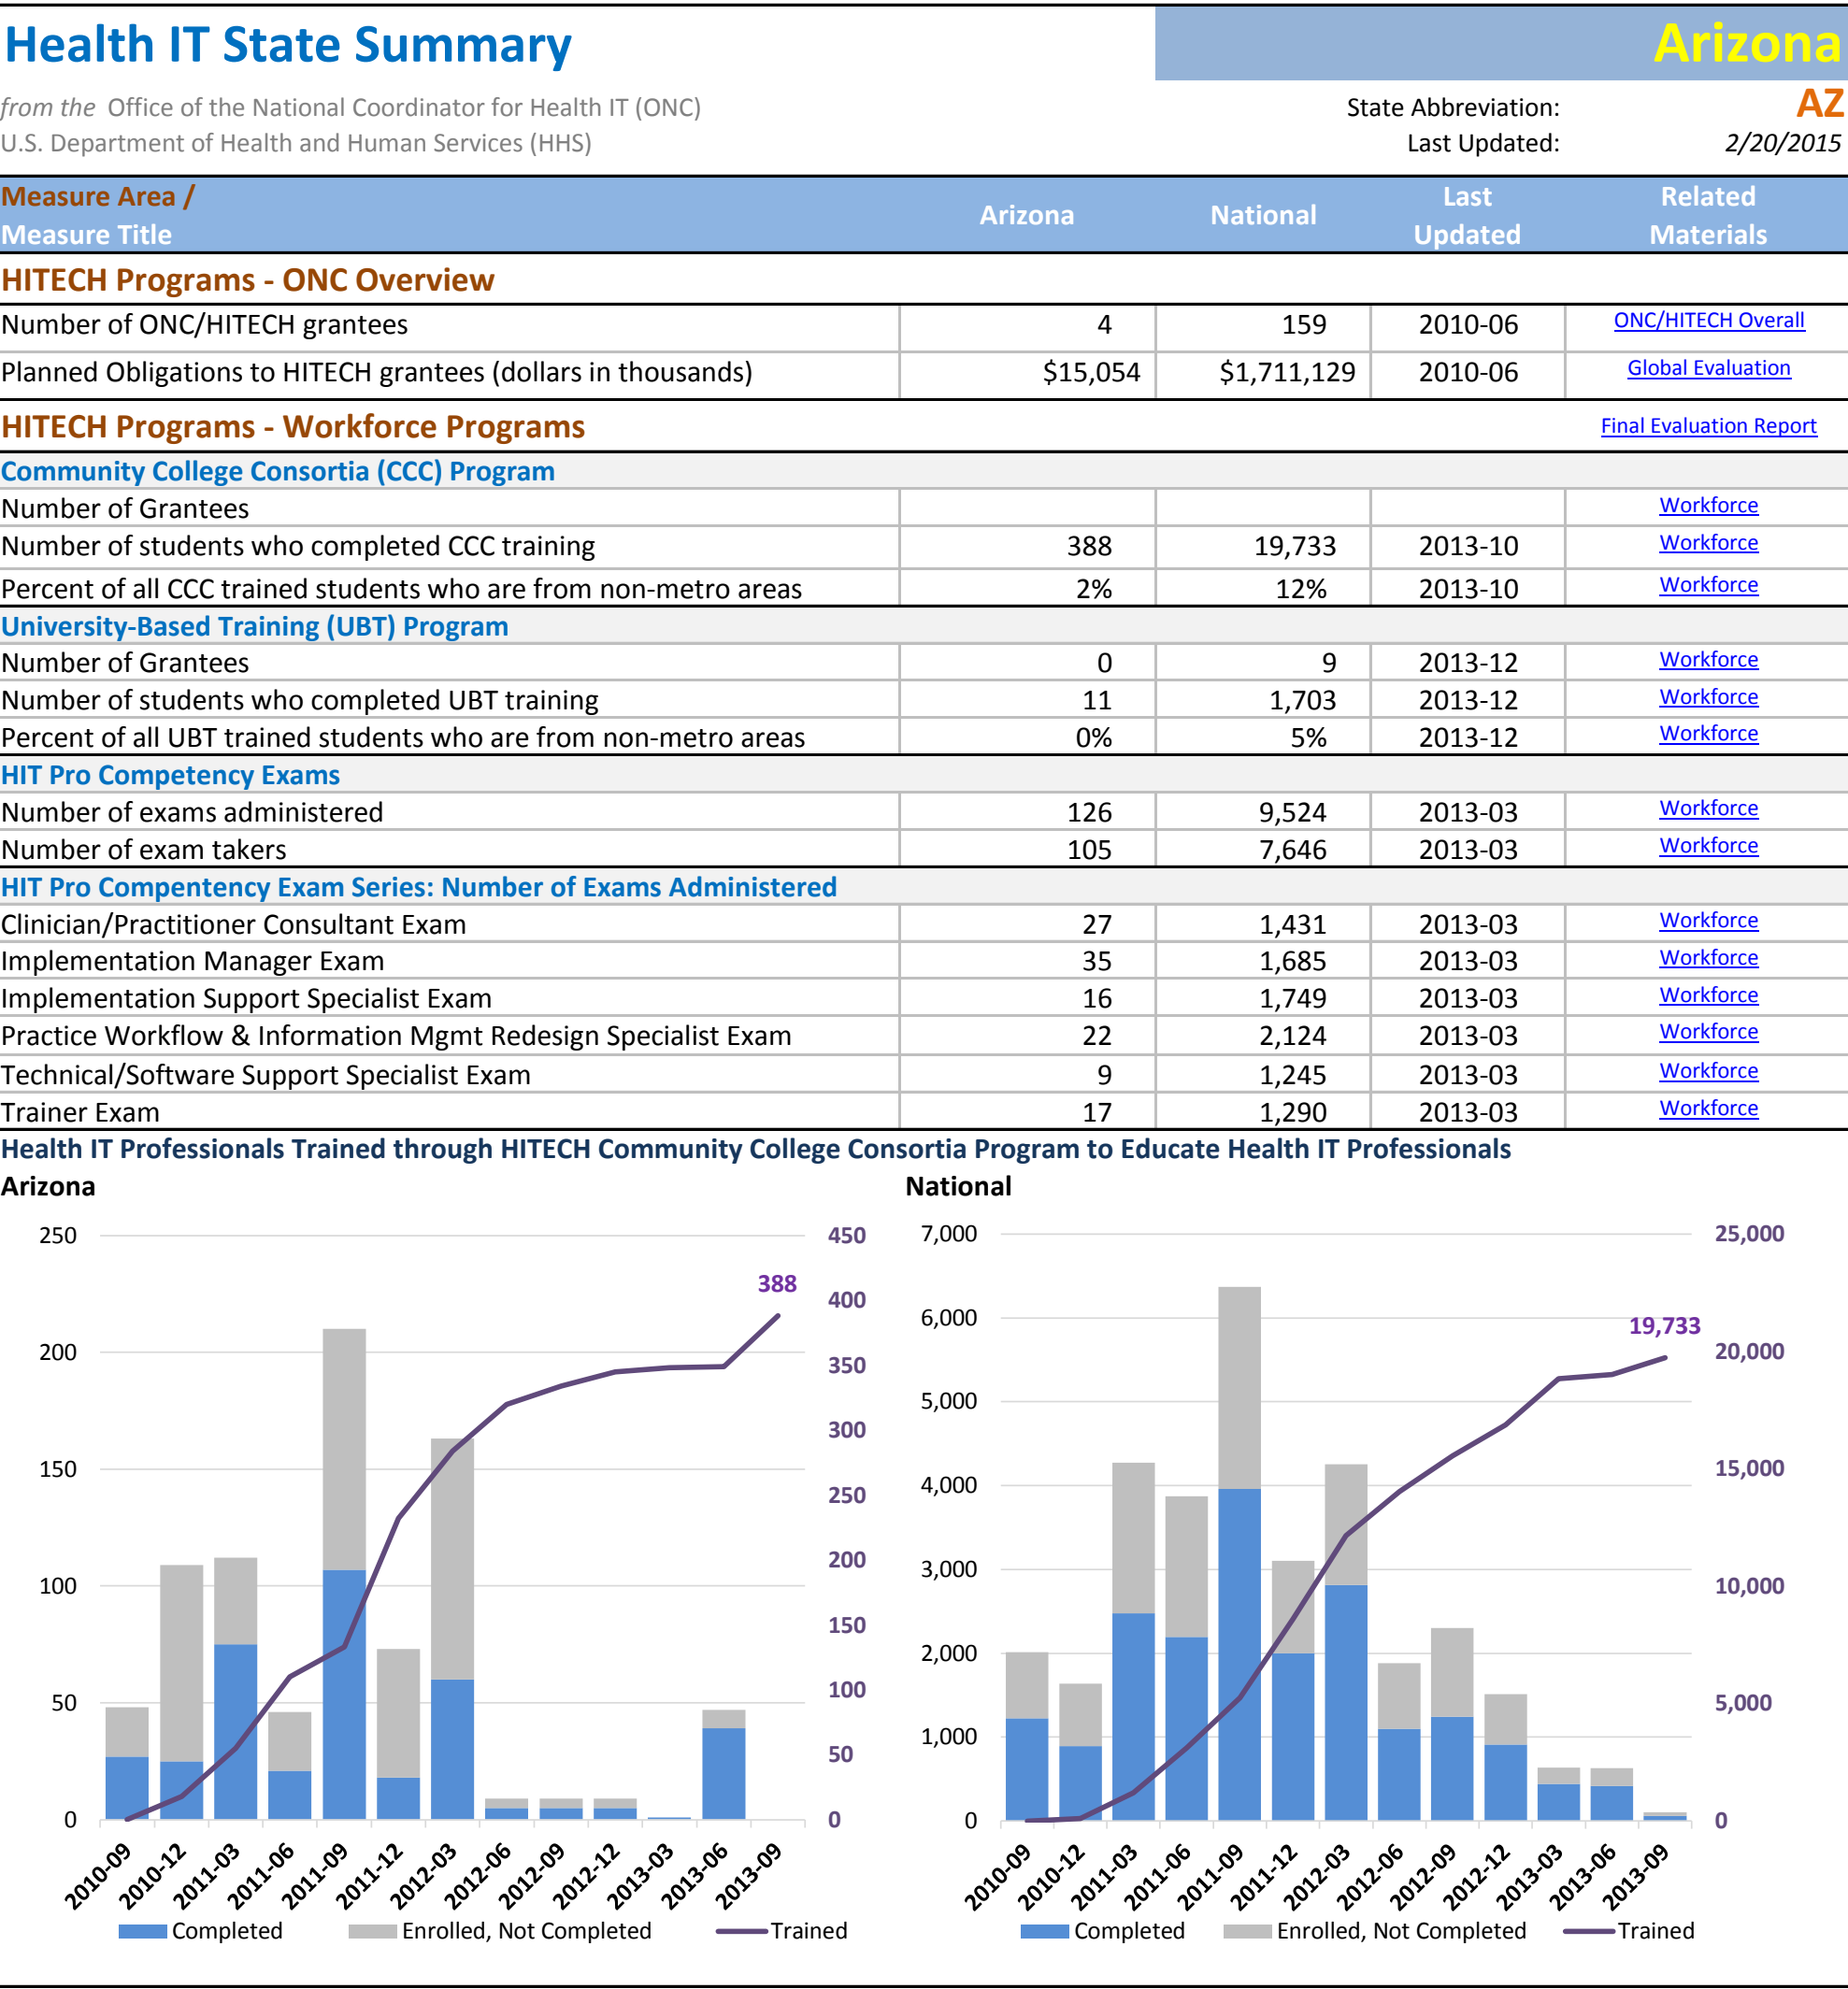 Health IT State Summary Arizona
from the Office of the National Coordinator for Health IT (ONC) State Abbreviation: AZ
U.S. Department of Health and Human Services (HHS) Last Updated: 2/20/2015
Measure Area /
Measure Title Arizona National Last Updated Related Materials
HITECH Programs - ONC Overview
Number of ONC/HITECH grantees 4 159 2010-06 ONC/HITECH Overall
Planned Obligations to HITECH grantees (dollars in thousands) $15,054 $1,711,129 2010-06 Global Evaluation
HITECH Programs - Workforce Programs Final Evaluation Report
Community College Consortia (CCC) Program
Number of Grantees Workforce
Number of students who completed CCC training 388 19,733 2013-10 Workforce
Percent of all CCC trained students who are from non-metro areas 2% 12% 2013-10 Workforce
University-Based Training (UBT) Program
Number of Grantees 0 9 2013-12 Workforce
Number of students who completed UBT training 11 1,703 2013-12 Workforce
Percent of all UBT trained students who are from non-metro areas 0% 5% 2013-12 Workforce
HIT Pro Competency Exams
Number of exams administered 126 9,524 2013-03 Workforce
Number of exam takers 105 7,646 2013-03 Workforce
HIT Pro Compentency Exam Series: Number of Exams Administered
Clinician/Practitioner Consultant Exam 27 1,431 2013-03 Workforce
Implementation Manager Exam 35 1,685 2013-03 Workforce
Implementation Support Specialist Exam 16 1,749 2013-03 Workforce
Practice Workflow & Information Mgmt Redesign Specialist Exam 22 2,124 2013-03 Workforce
Technical/Software Support Specialist Exam 9 1,245 2013-03 Workforce
Trainer Exam 17 1,290 2013-03 Workforce
Health IT Professionals Trained through HITECH Community College Consortia Program to Educate Health IT Professionals
Arizona
250
200
150
100
50
0
388
450
400
350
300
250
200
150
100
50
0
2010-09 2010-12 2011-03 2011-06 2011-09 2011-12 2012-03 2012-06 2012-09 2012-12 2013-03 2013-06 2013-09
Completed Enrolled, Not Completed Trained
National
7,000
6,000
5,000
4,000
3,000
2,000
1,000
0
19,733
25,000
20,000
15,000
10,000
5,000
0
2010-09 2010-12 2011-03 2011-06 2011-09 2011-12 2012-03 2012-06 2012-09 2012-12 2013-03 2013-06 2013-09
Completed Enrolled, Not Completed Trained